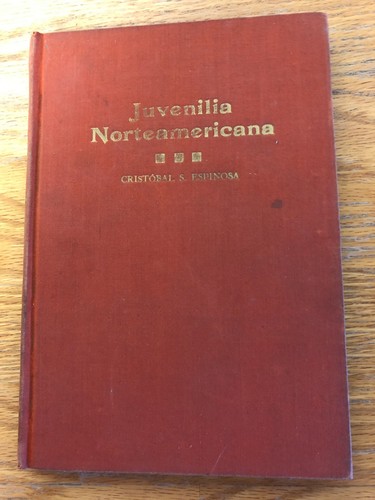 Juvenilia
Norteamericana
CRISTÓBAL S. ESPINOSA